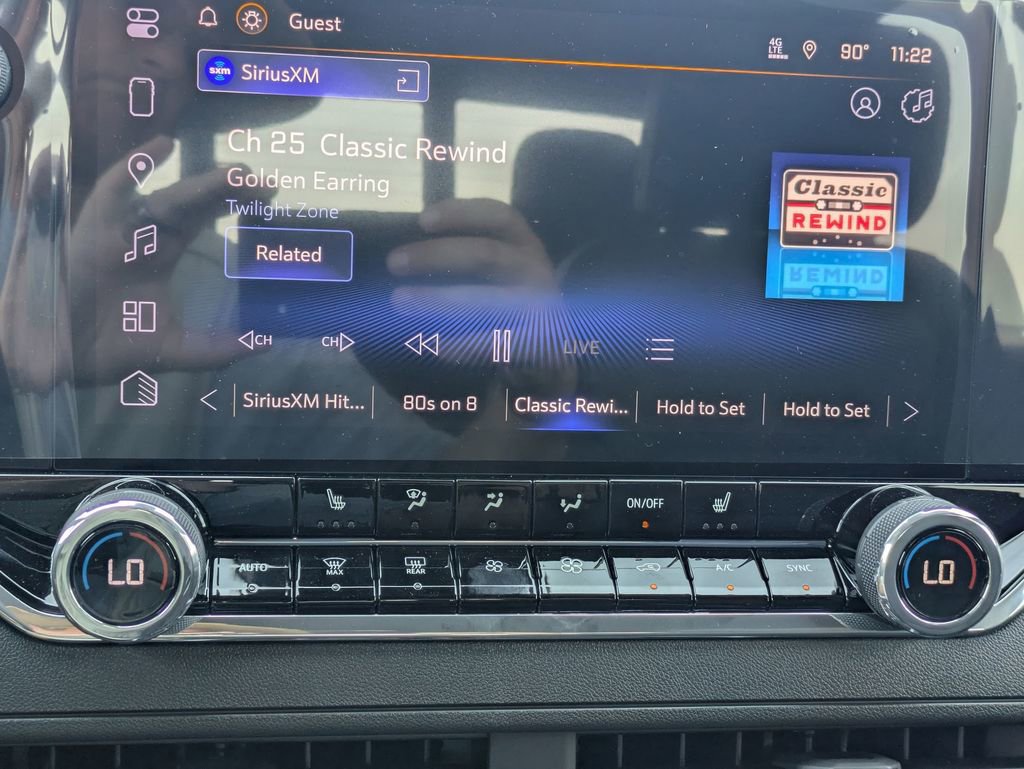 Guest
4G
LTE
90° 11:22
sxm SiriusXM
Ch 25 Classic Rewind
Golden Earring
Twilight Zone
Related
Classic
REWIND
REWIND
CH CH LIVE
SiriusXM Hit... 80s on 8 Classic Rewi... Hold to Set Hold to Set
ON/OFF
AUTO MAX REAR A/C SYNC
LO LO